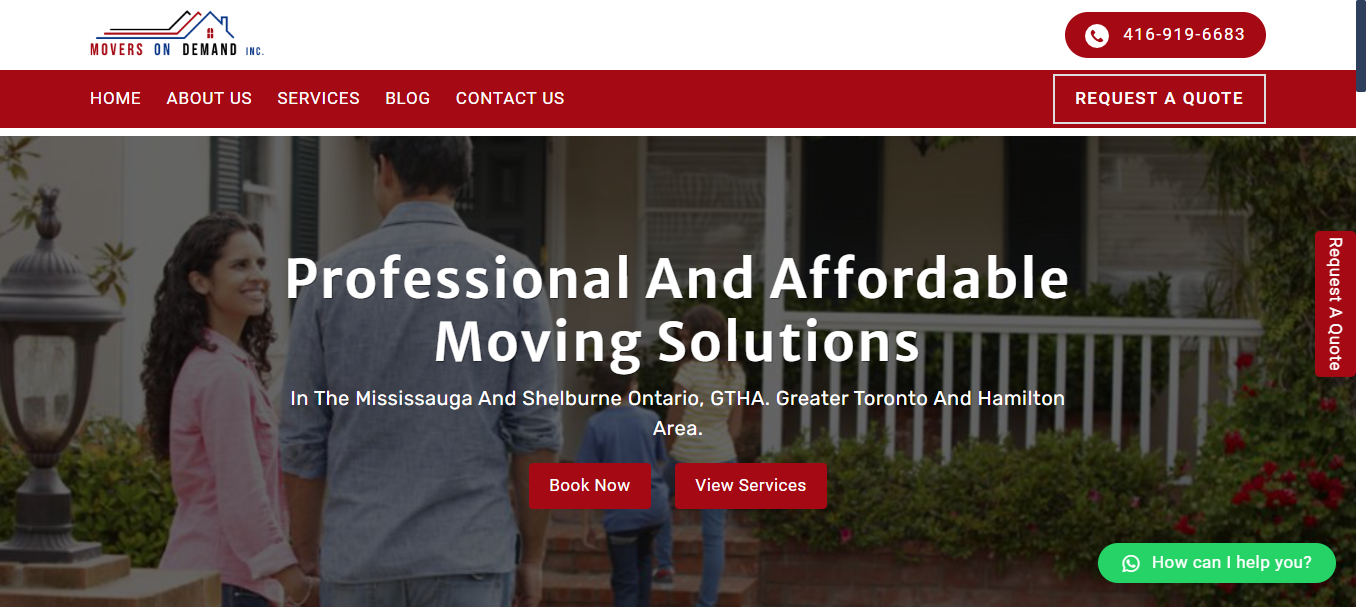 MOVERS ON DEMAND INC.
416-919-6683
HOME ABOUT US SERVICES BLOG CONTACT US
REQUEST A QUOTE
Professional And Affordable
Moving Solutions
In The Mississauga And Shelburne Ontario, GTHA. Greater Toronto And Hamilton
Area.
Book Now
View Services
Request A Quote
How can I help you?